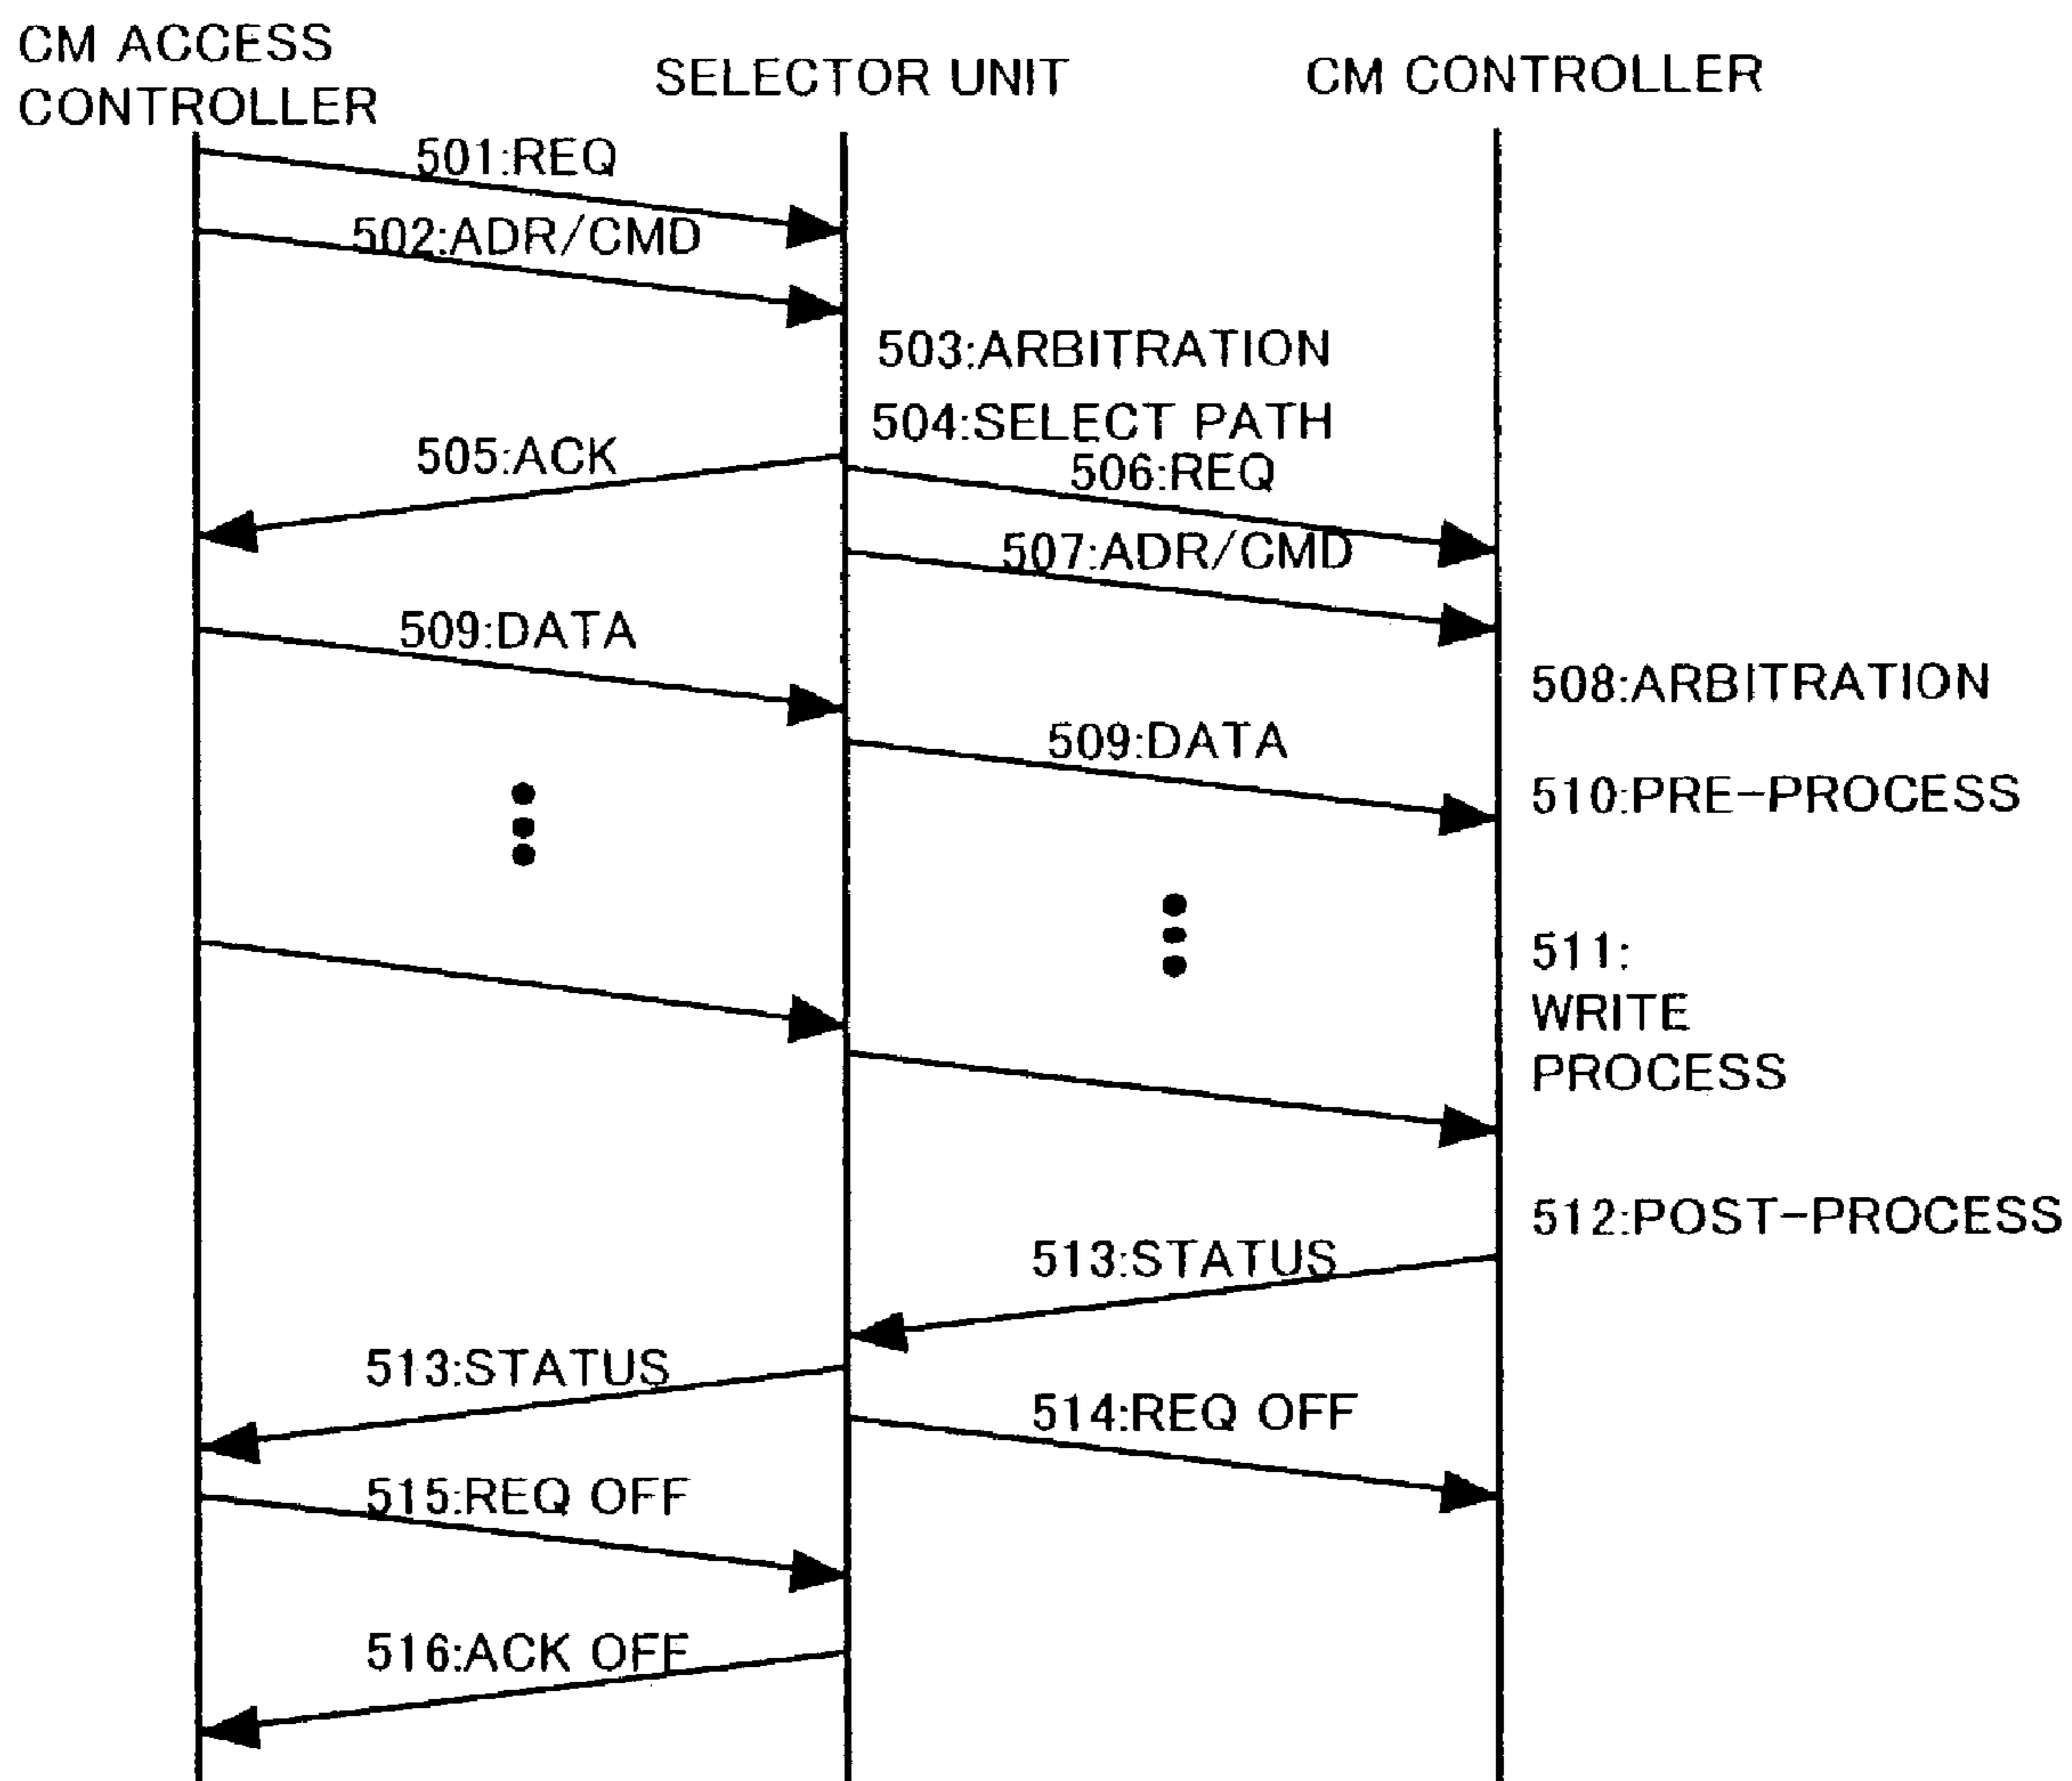 CM ACCESS
CONTROLLER
SELECTOR UNIT
CM CONTROLLER
501:REQ
502:ADR/CMD
503:ARBITRATION
504:SELECT PATH
505:ACK
506:REQ
507:ADR/CMD
509:DATA
508:ARBITRATION
509:DATA
510:PRE-PROCESS
511:
WRITE
PROCESS
512:POST-PROCESS
513:STATUS
513:STATUS
514:REQ OFF
515:REQ OFF
516:ACK OFF